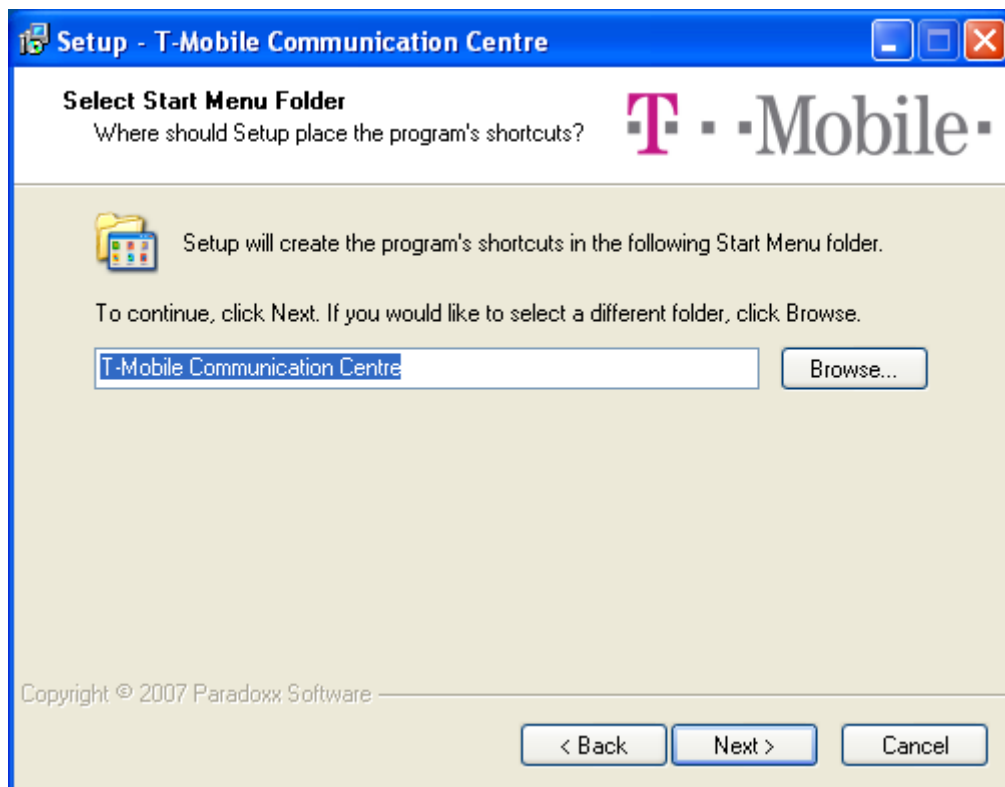 Setup - T-Mobile Communication Centre
Select Start Menu Folder
Where should Setup place the program's shortcuts?
T · · Mobile ·
Setup will create the program's shortcuts in the following Start Menu folder.
To continue, click Next. If you would like to select a different folder, click Browse.
T-Mobile Communication Centre
Browse...
Copyright © 2007 Paradoxx Software
< Back
Next >
Cancel